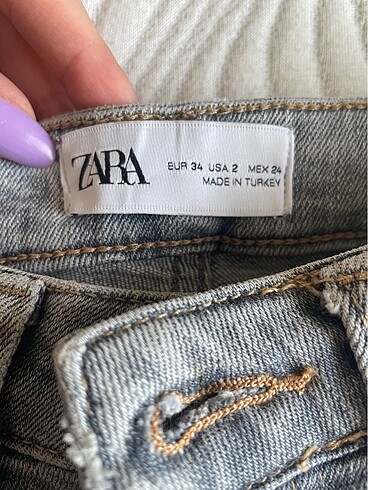 ZARA
EUR 34 USA 2 MEX 24
MADE IN TURKEY